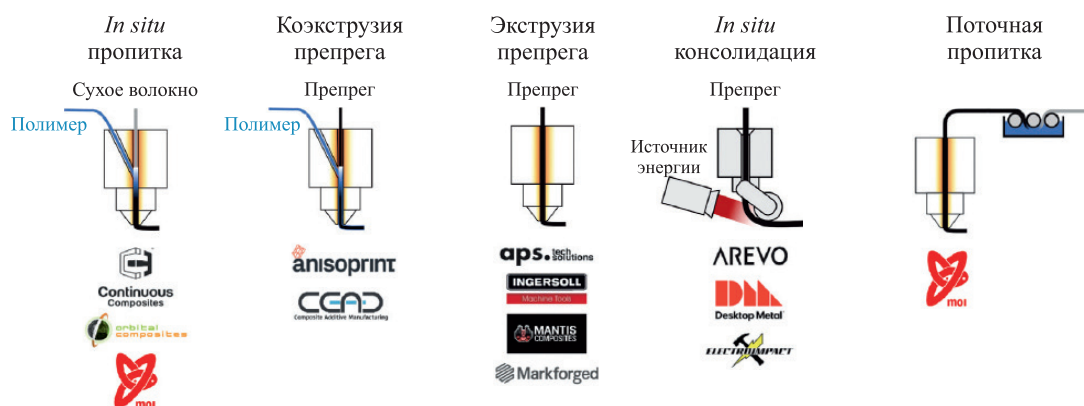 In situ
пропитка
Сухое волокно
Полимер
Continuous
Composites
orbital
composites
moi
Коэкструзия
препрега
Препрег
Полимер
anisoprint
CEAD
Composite Additive Manufacturing
Экструзия
препрега
Препрег
aps. tech
solutions
INGERSOLL
Machine Tools
MANTIS
COMPOSITES
Markforged
In situ
консолидация
Препрег
Источник
энергии
AREVO
DM
Desktop Metal
ELECTROIMPACT
Поточная
пропитка
moi